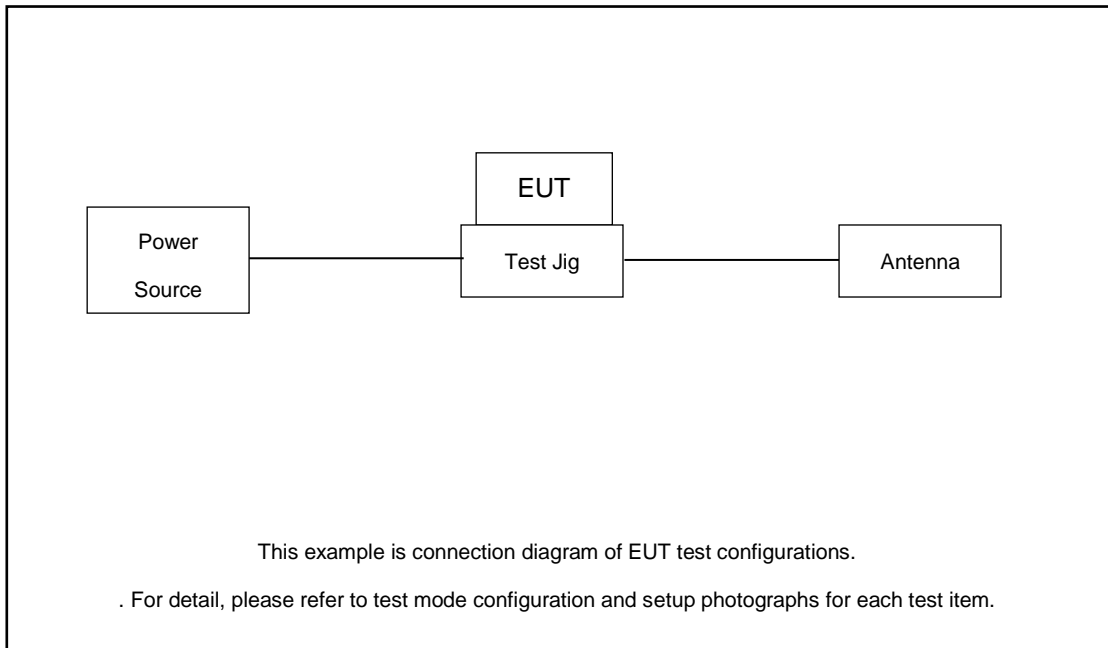 EUT
Power
Source
Test Jig
Antenna
This example is connection diagram of EUT test configurations.
. For detail, please refer to test mode configuration and setup photographs for each test item.